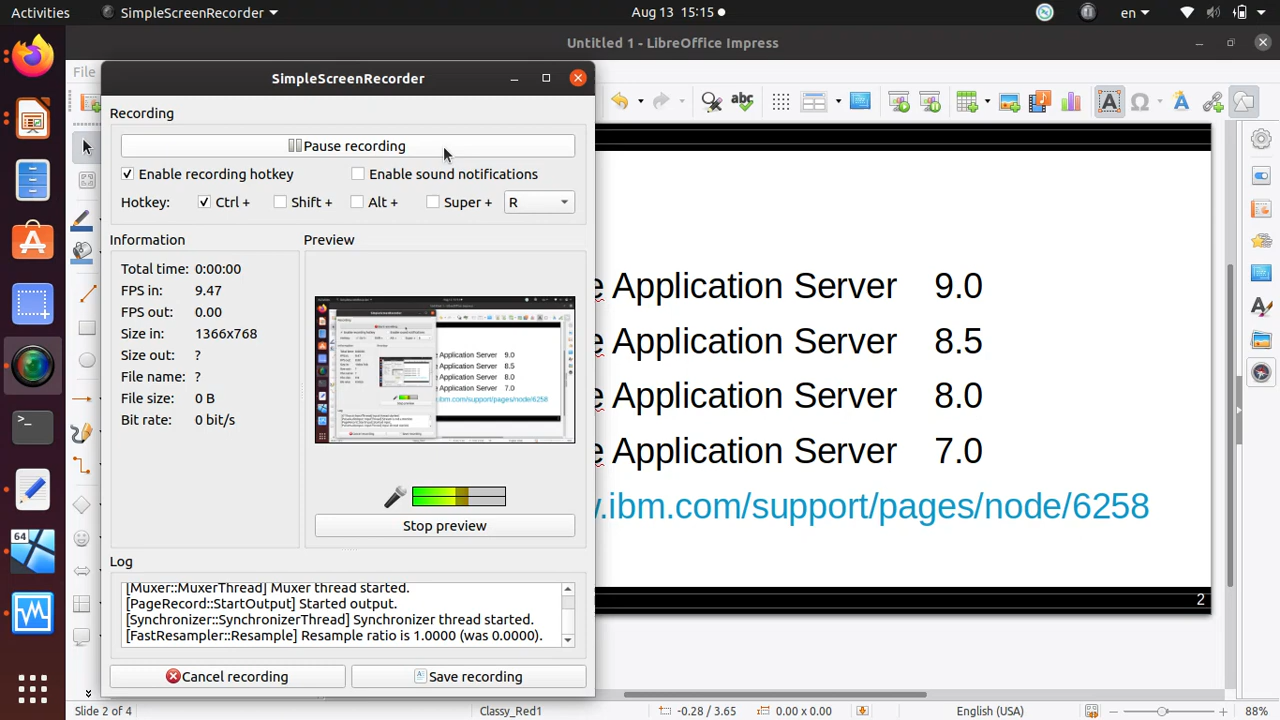 Activities
SimpleScreenRecorder
Aug 13 15:15
en
Untitled 1 - LibreOffice Impress
File
SimpleScreenRecorder
Recording
Pause recording
Enable recording hotkey
Enable sound notifications
Hotkey:
Ctrl +
Shift +
Alt +
Super +
R
Information
Total time: 0:00:00
FPS in: 9.47
FPS out: 0.00
Size in: 1366x768
Size out: ?
File name: ?
File size: 0 B
Bit rate: 0 bit/s
Preview
Stop preview
Log
[Muxer::MuxerThread] Muxer thread started.
[PageRecord::StartOutput] Started output.
[Synchronizer::SynchronizerThread] Synchronizer thread started.
[FastResampler::Resample] Resample ratio is 1.0000 (was 0.0000).
Cancel recording
Save recording
e Application Server 9.0
e Application Server 8.5
e Application Server 8.0
e Application Server 7.0
.ibm.com/support/pages/node/6258
2
Slide 2 of 4
Classy_Red1
-0.28 / 3.65
0.00 x 0.00
English (USA)
88%